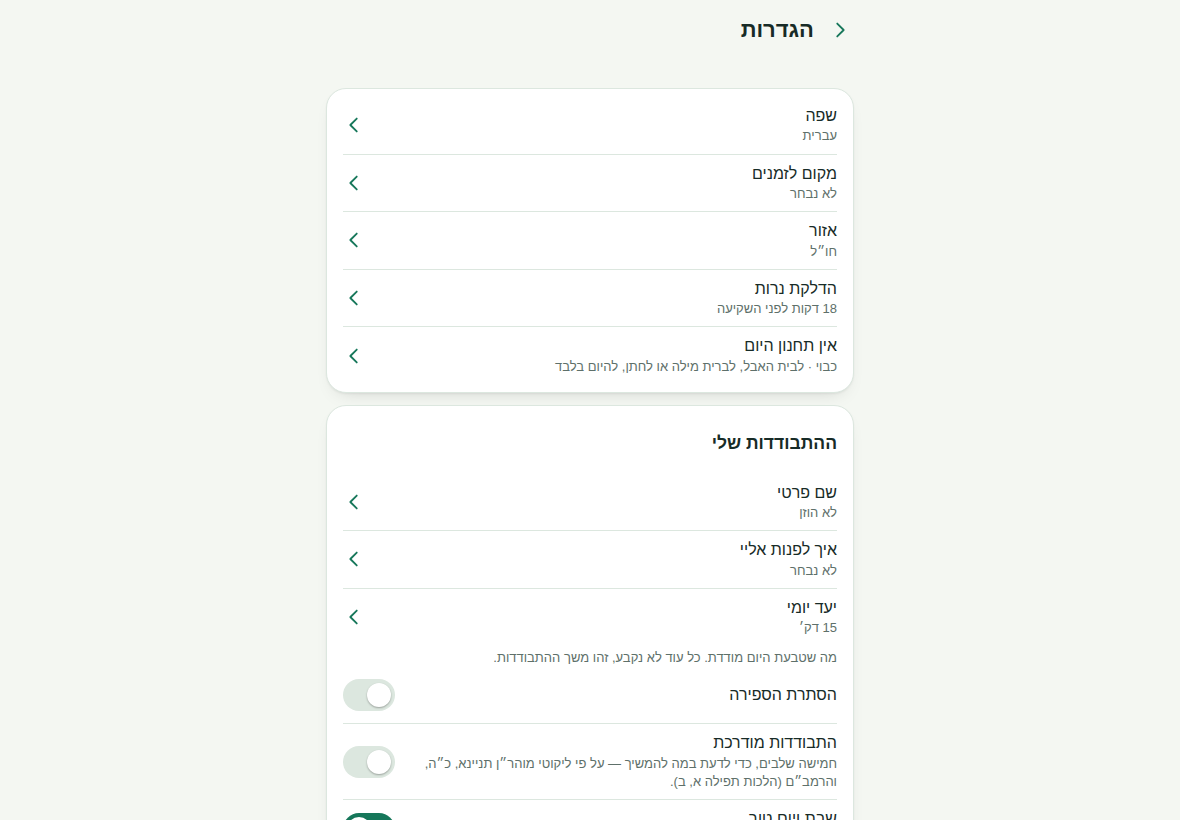 הגדרות
שפה
עברית
מקום לזמנים
לא נבחר
אזור
חו״ל
הדלקת נרות
18 דקות לפני השקיעה
אין תחנון היום
כבוי · לבית האבל, לברית מילה או לחתן, להיום בלבד
ההתבודדות שלי
שם פרטי
לא הוזן
איך לפנות אליי
לא נבחר
יעד יומי
15 דק׳
מה שטבעת היום מודדת. כל עוד לא נקבע, זהו משך ההתבודדות.
הסתרת הספירה
התבודדות מודרכת
חמישה שלבים, כדי לדעת במה להמשיך — על פי ליקוטי מוהר״ן תניינא, כ״ה,
והרמב״ם (הלכות תפילה א, ב).
שבת ויום טוב